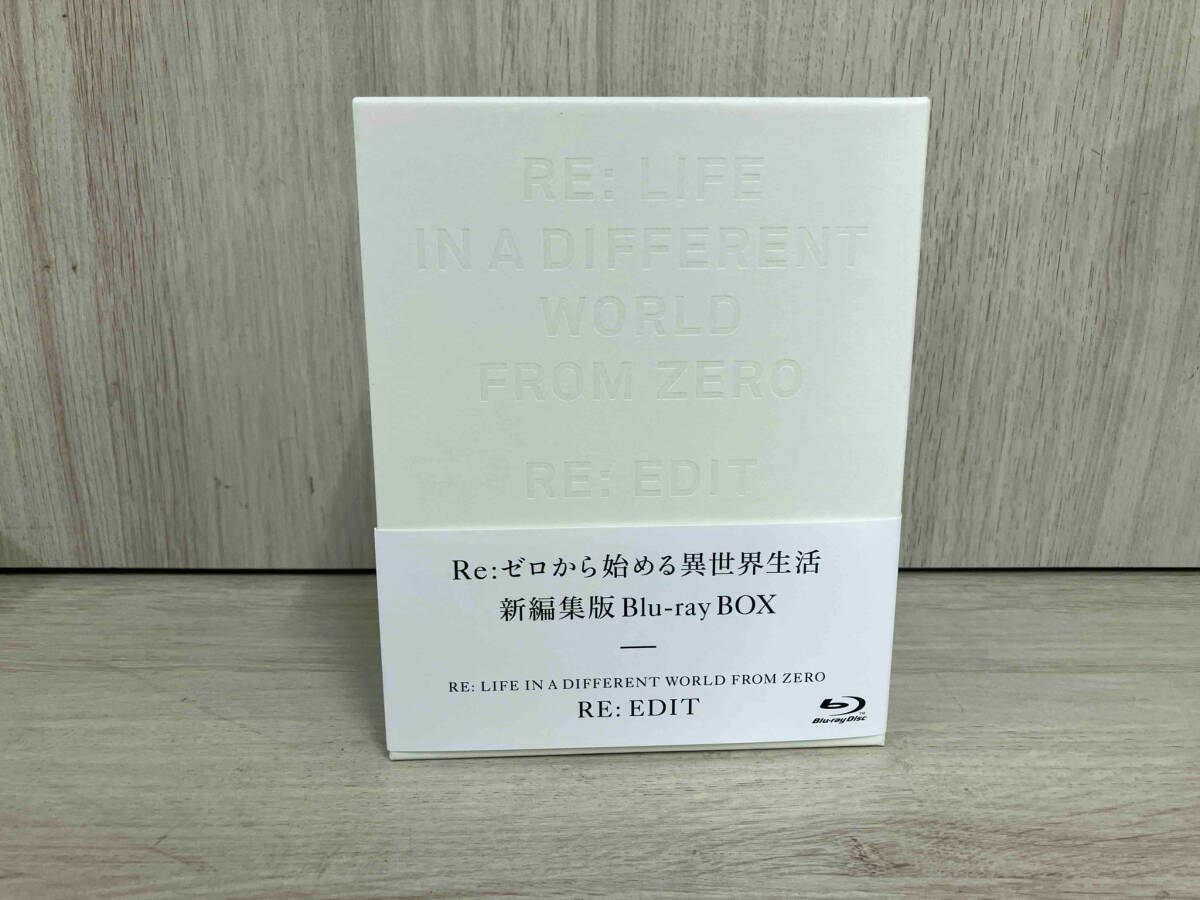 RE: LIFE
IN A DIFFERENT
WORLD
FROM ZERO
RE: EDIT
Re:ゼロから始める異世界生活
新編集版 Blu-ray BOX
RE: LIFE IN A DIFFERENT WORLD FROM ZERO
RE: EDIT
Blu-ray Disc
TM